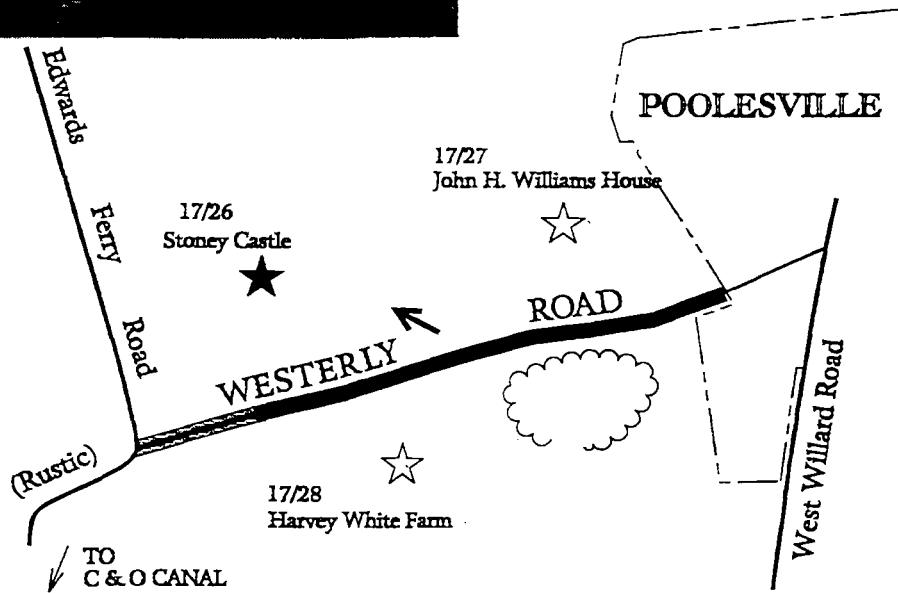 Edwards
Ferry
Road
POOLESVILLE
17/27
John H. Williams House
17/26
Stoney Castle
WESTERLY ROAD
West Willard Road
(Rustic)
17/28
Harvey White Farm
TO
C & O CANAL